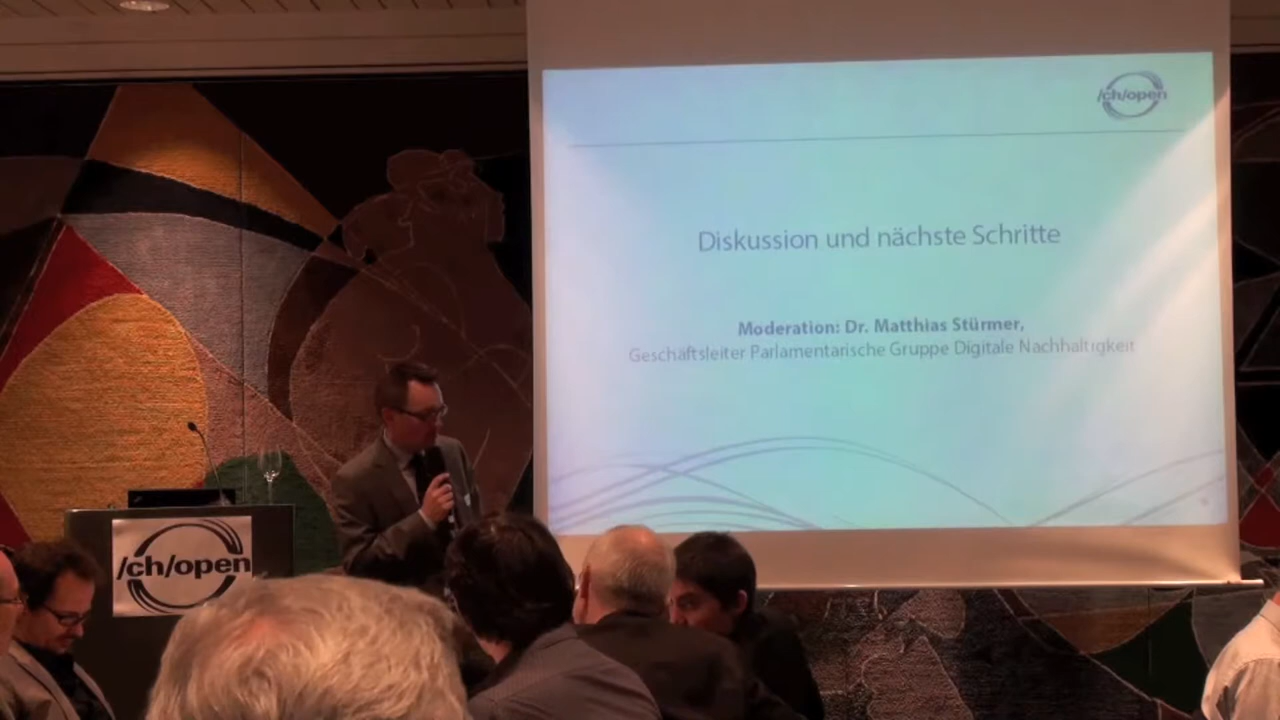 /ch/open
Diskussion und nächste Schritte
Moderation: Dr. Matthias Stürmer,
Geschäftsleiter Parlamentarische Gruppe Digitale Nachhaltigkeit
/ch/open